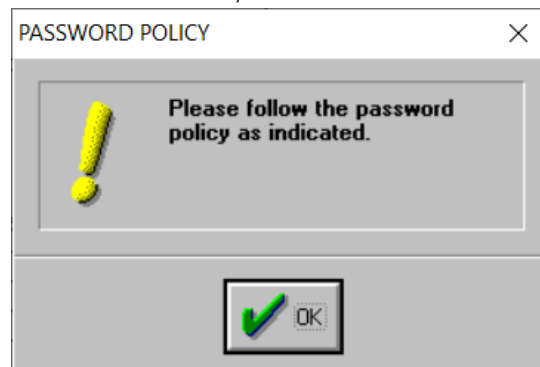 PASSWORD POLICY
Please follow the password
policy as indicated.
OK